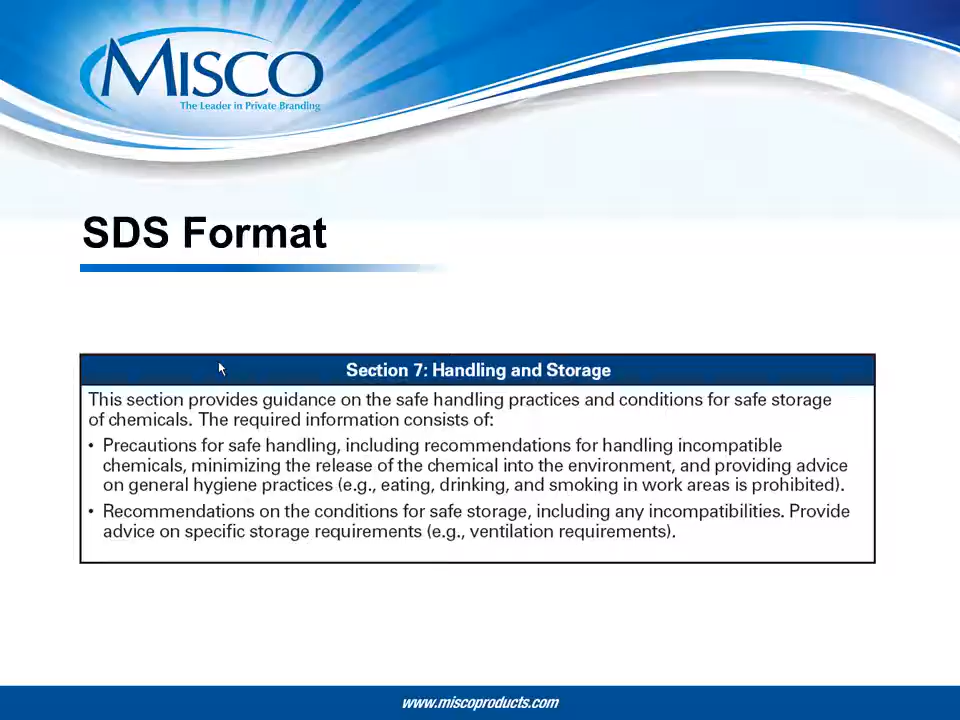 MISCO
The Leader in Private Branding
SDS Format
Section 7: Handling and Storage
This section provides guidance on the safe handling practices and conditions for safe storage
of chemicals. The required information consists of:
• Precautions for safe handling, including recommendations for handling incompatible
chemicals, minimizing the release of the chemical into the environment, and providing advice
on general hygiene practices (e.g., eating, drinking, and smoking in work areas is prohibited).
• Recommendations on the conditions for safe storage, including any incompatibilities. Provide
advice on specific storage requirements (e.g., ventilation requirements).
www.miscoproducts.com